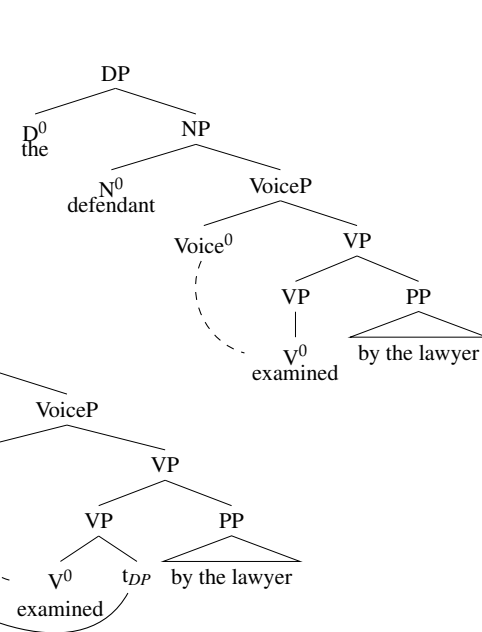 DP
D⁰
the
NP
N⁰
defendant
VoiceP
Voice⁰
VP
VP
PP
V⁰
examined
by the lawyer
VoiceP
VP
VP
PP
V⁰
examined
t_DP
by the lawyer